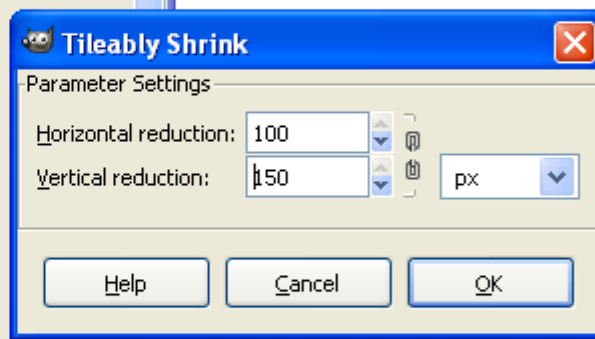 Tileably Shrink
Parameter Settings
Horizontal reduction: 100
Vertical reduction: 150 px
Help Cancel OK